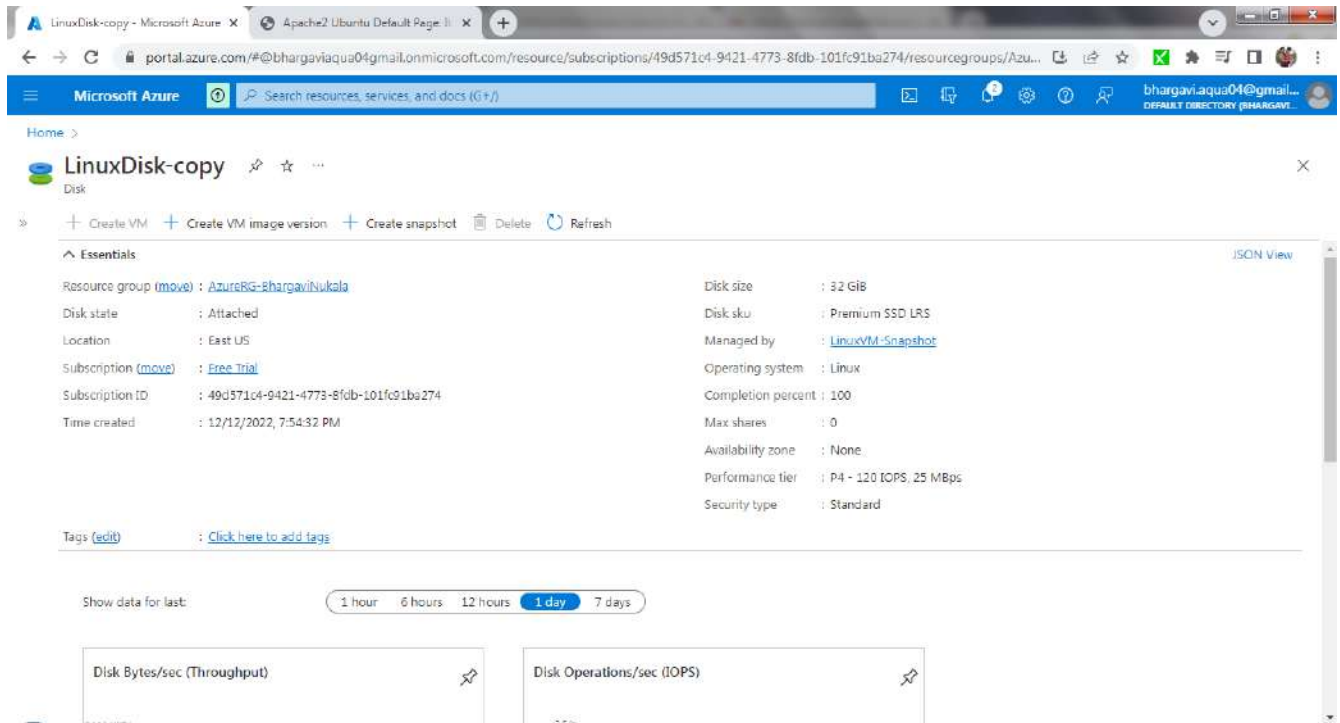 LinuxDisk-copy - Microsoft Azure
Apache2 Ubuntu Default Page: It
portal.azure.com/#@bhargaviaqua04gmail.onmicrosoft.com/resource/subscriptions/49d571c4-9421-4773-8fdb-101fc91ba274/resourcegroups/Azu...
Microsoft Azure
Search resources, services, and docs (G+/)
2
bhargavi.aqua04@gmail...
DEFAULT DIRECTORY (BHARGAVI...
Home >
LinuxDisk-copy
Disk
Create VM Create VM image version Create snapshot Delete Refresh
Essentials JSON View
Resource group (move) : AzureRG-BhargaviNukala
Disk state : Attached
Location : East US
Subscription (move) : Free Trial
Subscription ID : 49d571c4-9421-4773-8fdb-101fc91ba274
Time created : 12/12/2022, 7:54:32 PM
Disk size : 32 GiB
Disk sku : Premium SSD LRS
Managed by : LinuxVM-Snapshot
Operating system : Linux
Completion percent : 100
Max shares : 0
Availability zone : None
Performance tier : P4 - 120 IOPS, 25 MBps
Security type : Standard
Tags (edit) : Click here to add tags
Show data for last: 1 hour 6 hours 12 hours 1 day 7 days
Disk Bytes/sec (Throughput)
Disk Operations/sec (IOPS)